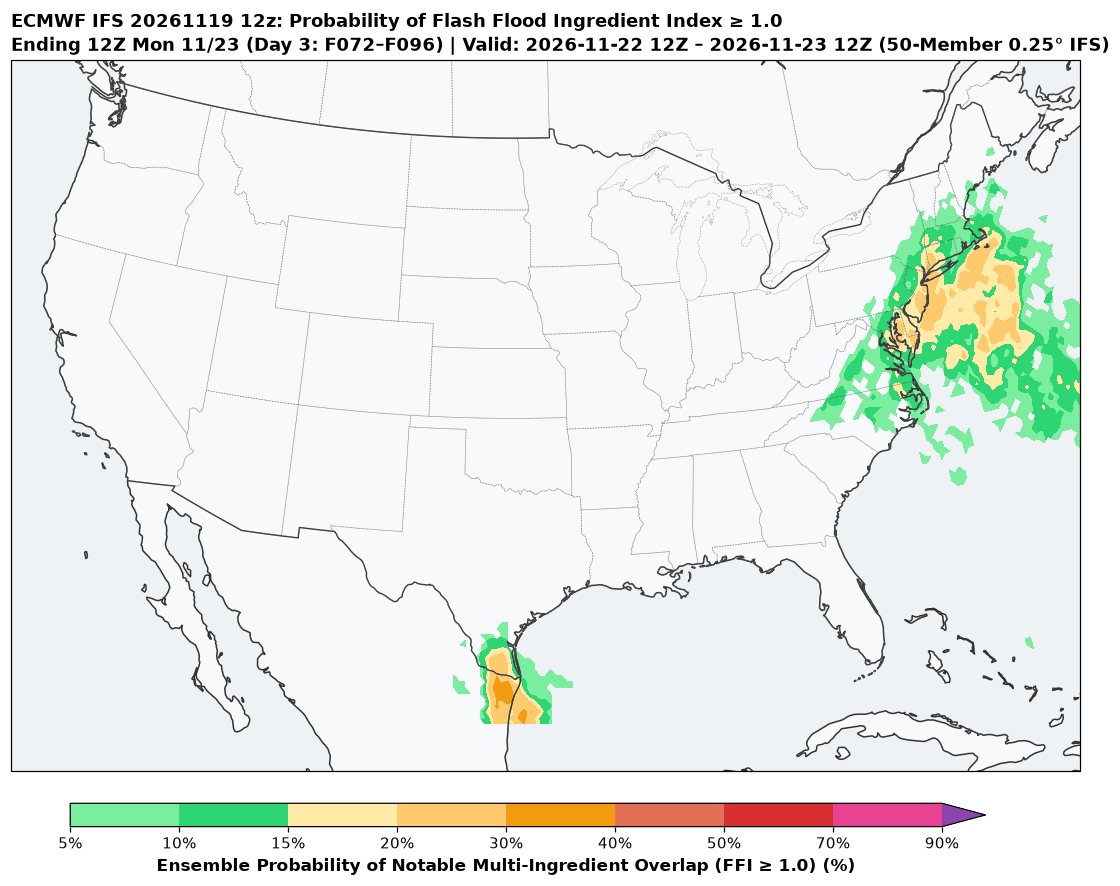 ECMWF IFS 20261119 12z: Probability of Flash Flood Ingredient Index ≥ 1.0
Ending 12Z Mon 11/23 (Day 3: F072–F096) | Valid: 2026-11-22 12Z – 2026-11-23 12Z (50-Member 0.25° IFS)
5% 10% 15% 20% 30% 40% 50% 70% 90%
Ensemble Probability of Notable Multi-Ingredient Overlap (FFI ≥ 1.0) (%)